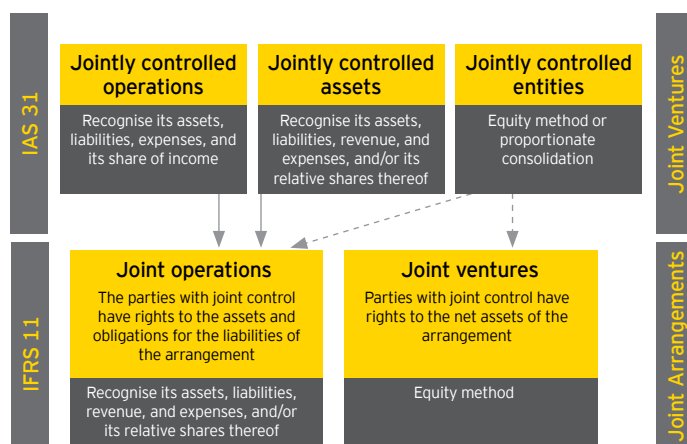 IAS 31
Jointly controlled
operations
Recognise its assets,
liabilities, expenses, and
its share of income
Jointly controlled
assets
Recognise its assets,
liabilities, revenue, and
expenses, and/or its
relative shares thereof
Jointly controlled
entities
Equity method or
proportionate
consolidation
Joint Ventures
IFRS 11
Joint operations
The parties with joint control
have rights to the assets and
obligations for the liabilities of
the arrangement
Recognise its assets, liabilities,
revenue, and expenses, and/or
its relative shares thereof
Joint ventures
Parties with joint control have
rights to the net assets of the
arrangement
Equity method
Joint Arrangements